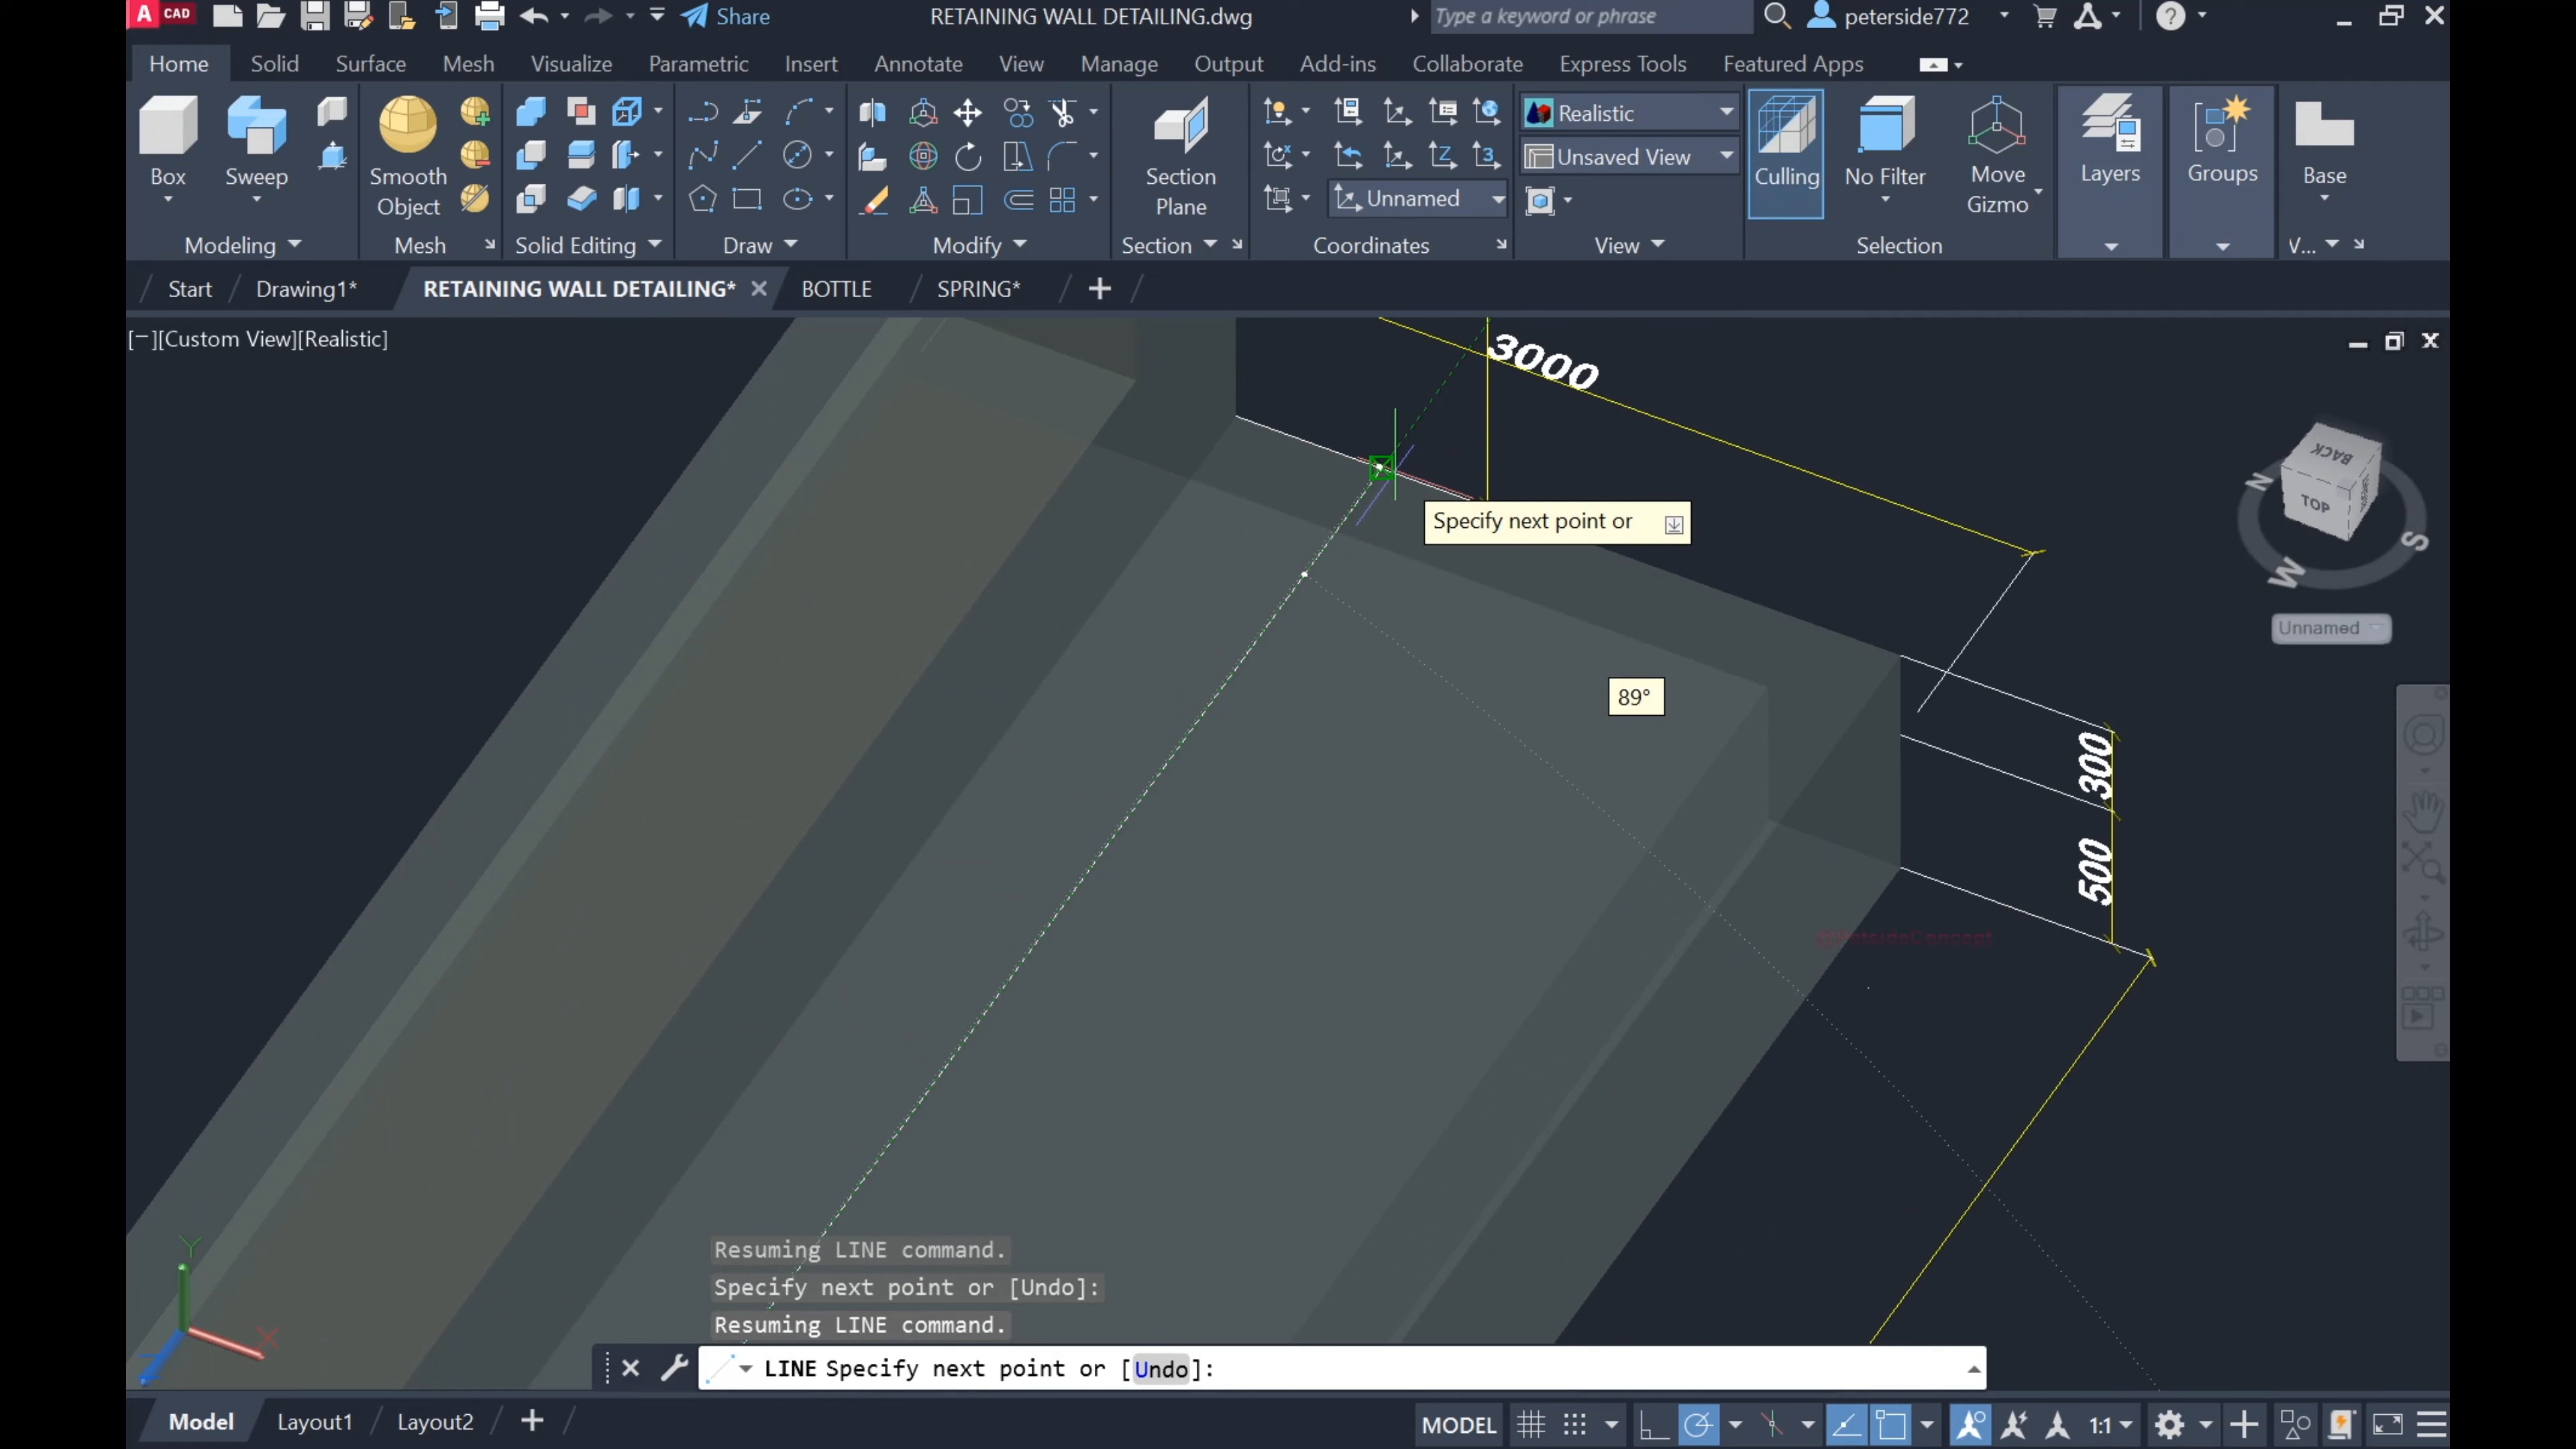 A CAD Share RETAINING WALL DETAILING.dwg Type a keyword or phrase peterside772
Home Solid Surface Mesh Visualize Parametric Insert Annotate View Manage Output Add-ins Collaborate Express Tools Featured Apps
Realistic
Unsaved View
Box Sweep Smooth Object Section Plane Unnamed Culling No Filter Move Gizmo Layers Groups Base
Modeling Mesh Solid Editing Draw Modify Section Coordinates View Selection V...
Start Drawing1* RETAINING WALL DETAILING* BOTTLE SPRING*
[−][Custom View][Realistic]
3000
BACK
TOP
N
S
W
Specify next point or
Unnamed
89°
300
500
Y
X
Resuming LINE command.
Specify next point or [Undo]:
Resuming LINE command.
LINE Specify next point or [Undo]:
Model Layout1 Layout2 MODEL 1:1